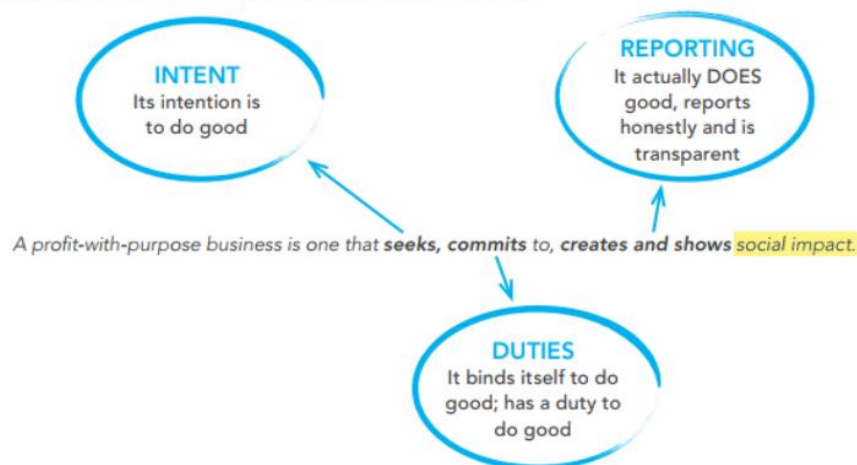 INTENT
Its intention is
to do good
REPORTING
It actually DOES
good, reports
honestly and is
transparent
A profit-with-purpose business is one that seeks, commits to, creates and shows social impact.
DUTIES
It binds itself to do
good; has a duty to
do good